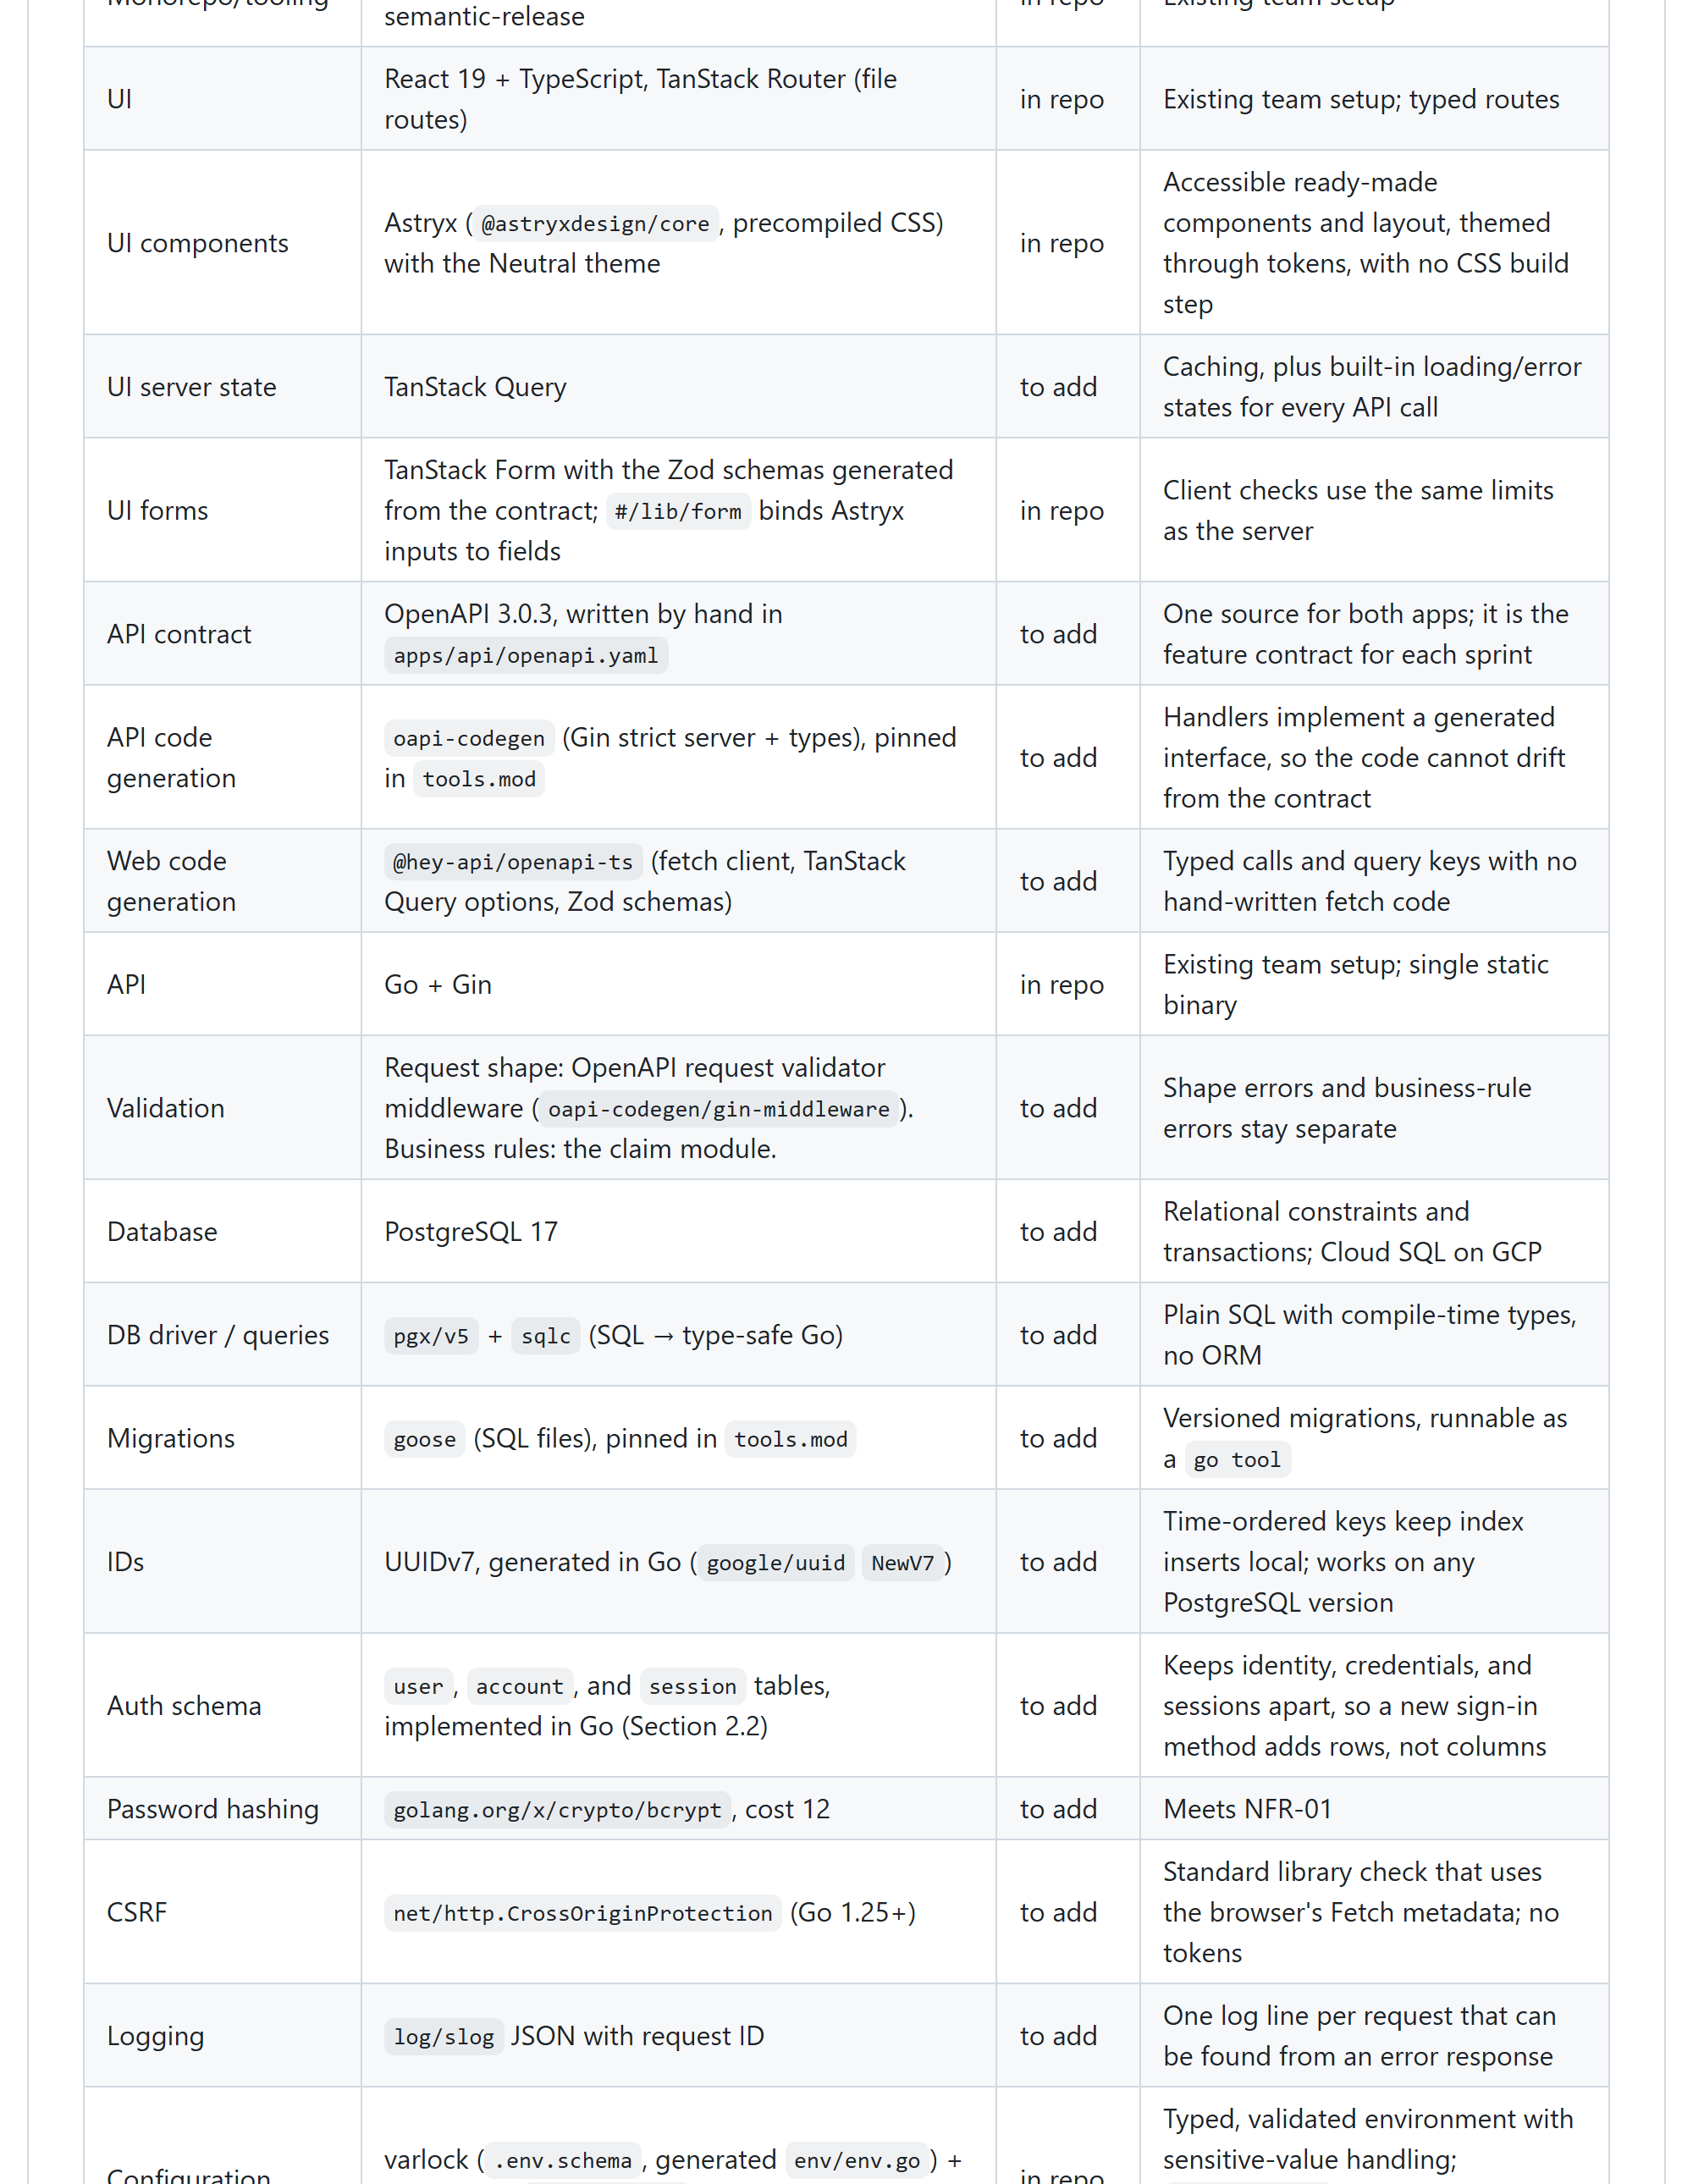 Monorepo/tooling
semantic-release
in repo
Existing team setup
UI
React 19 + TypeScript, TanStack Router (file
routes)
in repo
Existing team setup; typed routes
UI components
Astryx (@astryxdesign/core, precompiled CSS)
with the Neutral theme
in repo
Accessible ready-made
components and layout, themed
through tokens, with no CSS build
step
UI server state
TanStack Query
to add
Caching, plus built-in loading/error
states for every API call
UI forms
TanStack Form with the Zod schemas generated
from the contract; #/lib/form binds Astryx
inputs to fields
in repo
Client checks use the same limits
as the server
API contract
OpenAPI 3.0.3, written by hand in
apps/api/openapi.yaml
to add
One source for both apps; it is the
feature contract for each sprint
API code
generation
oapi-codegen (Gin strict server + types), pinned
in tools.mod
to add
Handlers implement a generated
interface, so the code cannot drift
from the contract
Web code
generation
@hey-api/openapi-ts (fetch client, TanStack
Query options, Zod schemas)
to add
Typed calls and query keys with no
hand-written fetch code
API
Go + Gin
in repo
Existing team setup; single static
binary
Validation
Request shape: OpenAPI request validator
middleware (oapi-codegen/gin-middleware).
Business rules: the claim module.
to add
Shape errors and business-rule
errors stay separate
Database
PostgreSQL 17
to add
Relational constraints and
transactions; Cloud SQL on GCP
DB driver / queries
pgx/v5 + sqlc (SQL → type-safe Go)
to add
Plain SQL with compile-time types,
no ORM
Migrations
goose (SQL files), pinned in tools.mod
to add
Versioned migrations, runnable as
a go tool
IDs
UUIDv7, generated in Go (google/uuid NewV7)
to add
Time-ordered keys keep index
inserts local; works on any
PostgreSQL version
Auth schema
user, account, and session tables,
implemented in Go (Section 2.2)
to add
Keeps identity, credentials, and
sessions apart, so a new sign-in
method adds rows, not columns
Password hashing
golang.org/x/crypto/bcrypt, cost 12
to add
Meets NFR-01
CSRF
net/http.CrossOriginProtection (Go 1.25+)
to add
Standard library check that uses
the browser's Fetch metadata; no
tokens
Logging
log/slog JSON with request ID
to add
One log line per request that can
be found from an error response
Configuration
varlock (.env.schema, generated env/env.go) +
in repo
Typed, validated environment with
sensitive-value handling;